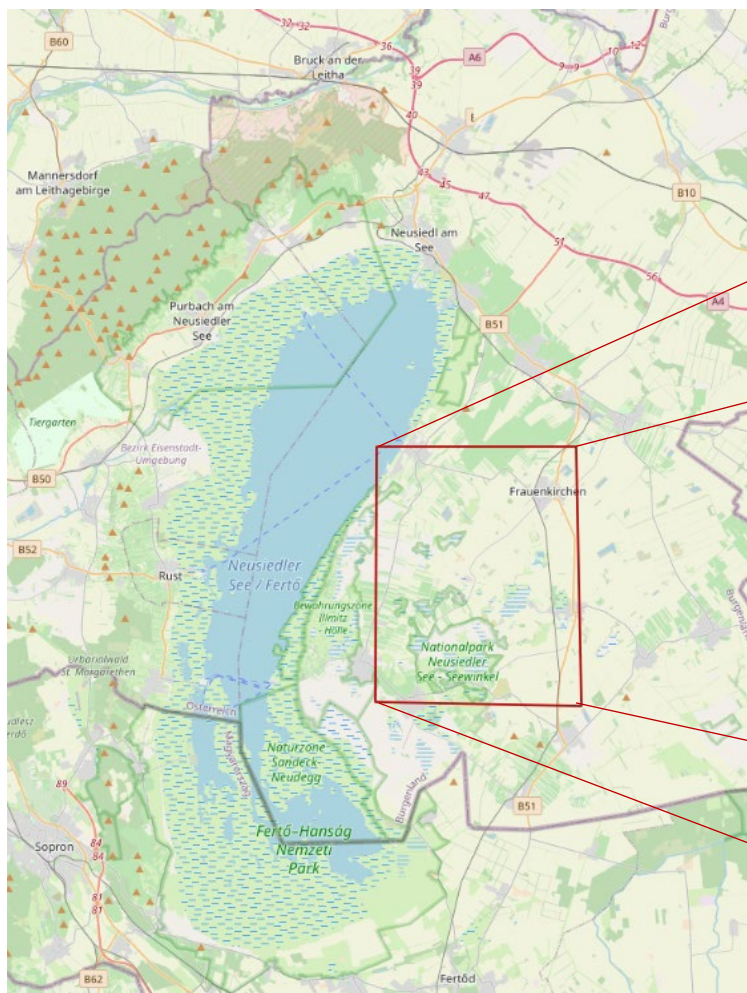 B60
32
32
36
Bruck an der
Leitha
39
39
A6
9
9
10
12
40
Mannersdorf
am Leithagebirge
43
45
47
B10
Neusiedl am
See
51
56
A4
Purbach am
Neusiedler
See
B51
Tiergarten
Bezirk Eisenstadt-
Umgebung
B50
Frauenkirchen
B52
Rust
Neusiedler
See / Fertő
Bewahrungszone
Illmitz
- Hölle
Nationalpark
Neusiedler
See - Seewinkel
Urbarialwald
St. Margarethen
Österreich
Magyarország
Naturzone
Sandeck-
Neudegg
Burgenland
B51
89
84
84
Sopron
Fertő-Hanság
Nemzeti
Park
81
81
B62
Fertőd